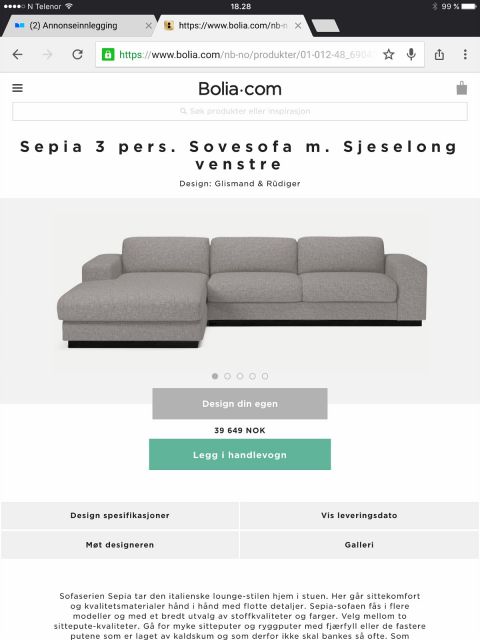 N Telenor 18.28 99 %
(2) Annonseinnlegging https://www.bolia.com/nb-n
https://www.bolia.com/nb-no/produkter/01-012-48_6904
Bolia.com
Søk produkter eller inspirasjon
Sepia 3 pers. Sovesofa m. Sjeselong
venstre
Design: Glismand & Rüdiger
Design din egen
39 649 NOK
Legg i handlevogn
Design spesifikasjoner Vis leveringsdato
Møt designeren Galleri
Sofaserien Sepia tar den italienske lounge-stilen hjem i stuen. Her går sittekomfort
og kvalitetsmaterialer hånd i hånd med flotte detaljer. Sepia-sofaen fås i flere
modeller og med et bredt utvalg av stoffkvaliteter og farger. Velg mellom to
sittepute-kvaliteter. Gå for myke sitteputer og ryggputer med fjærfyll eller de fastere
putene som er laget av kaldskum og som derfor ikke skal bankes så ofte. Som